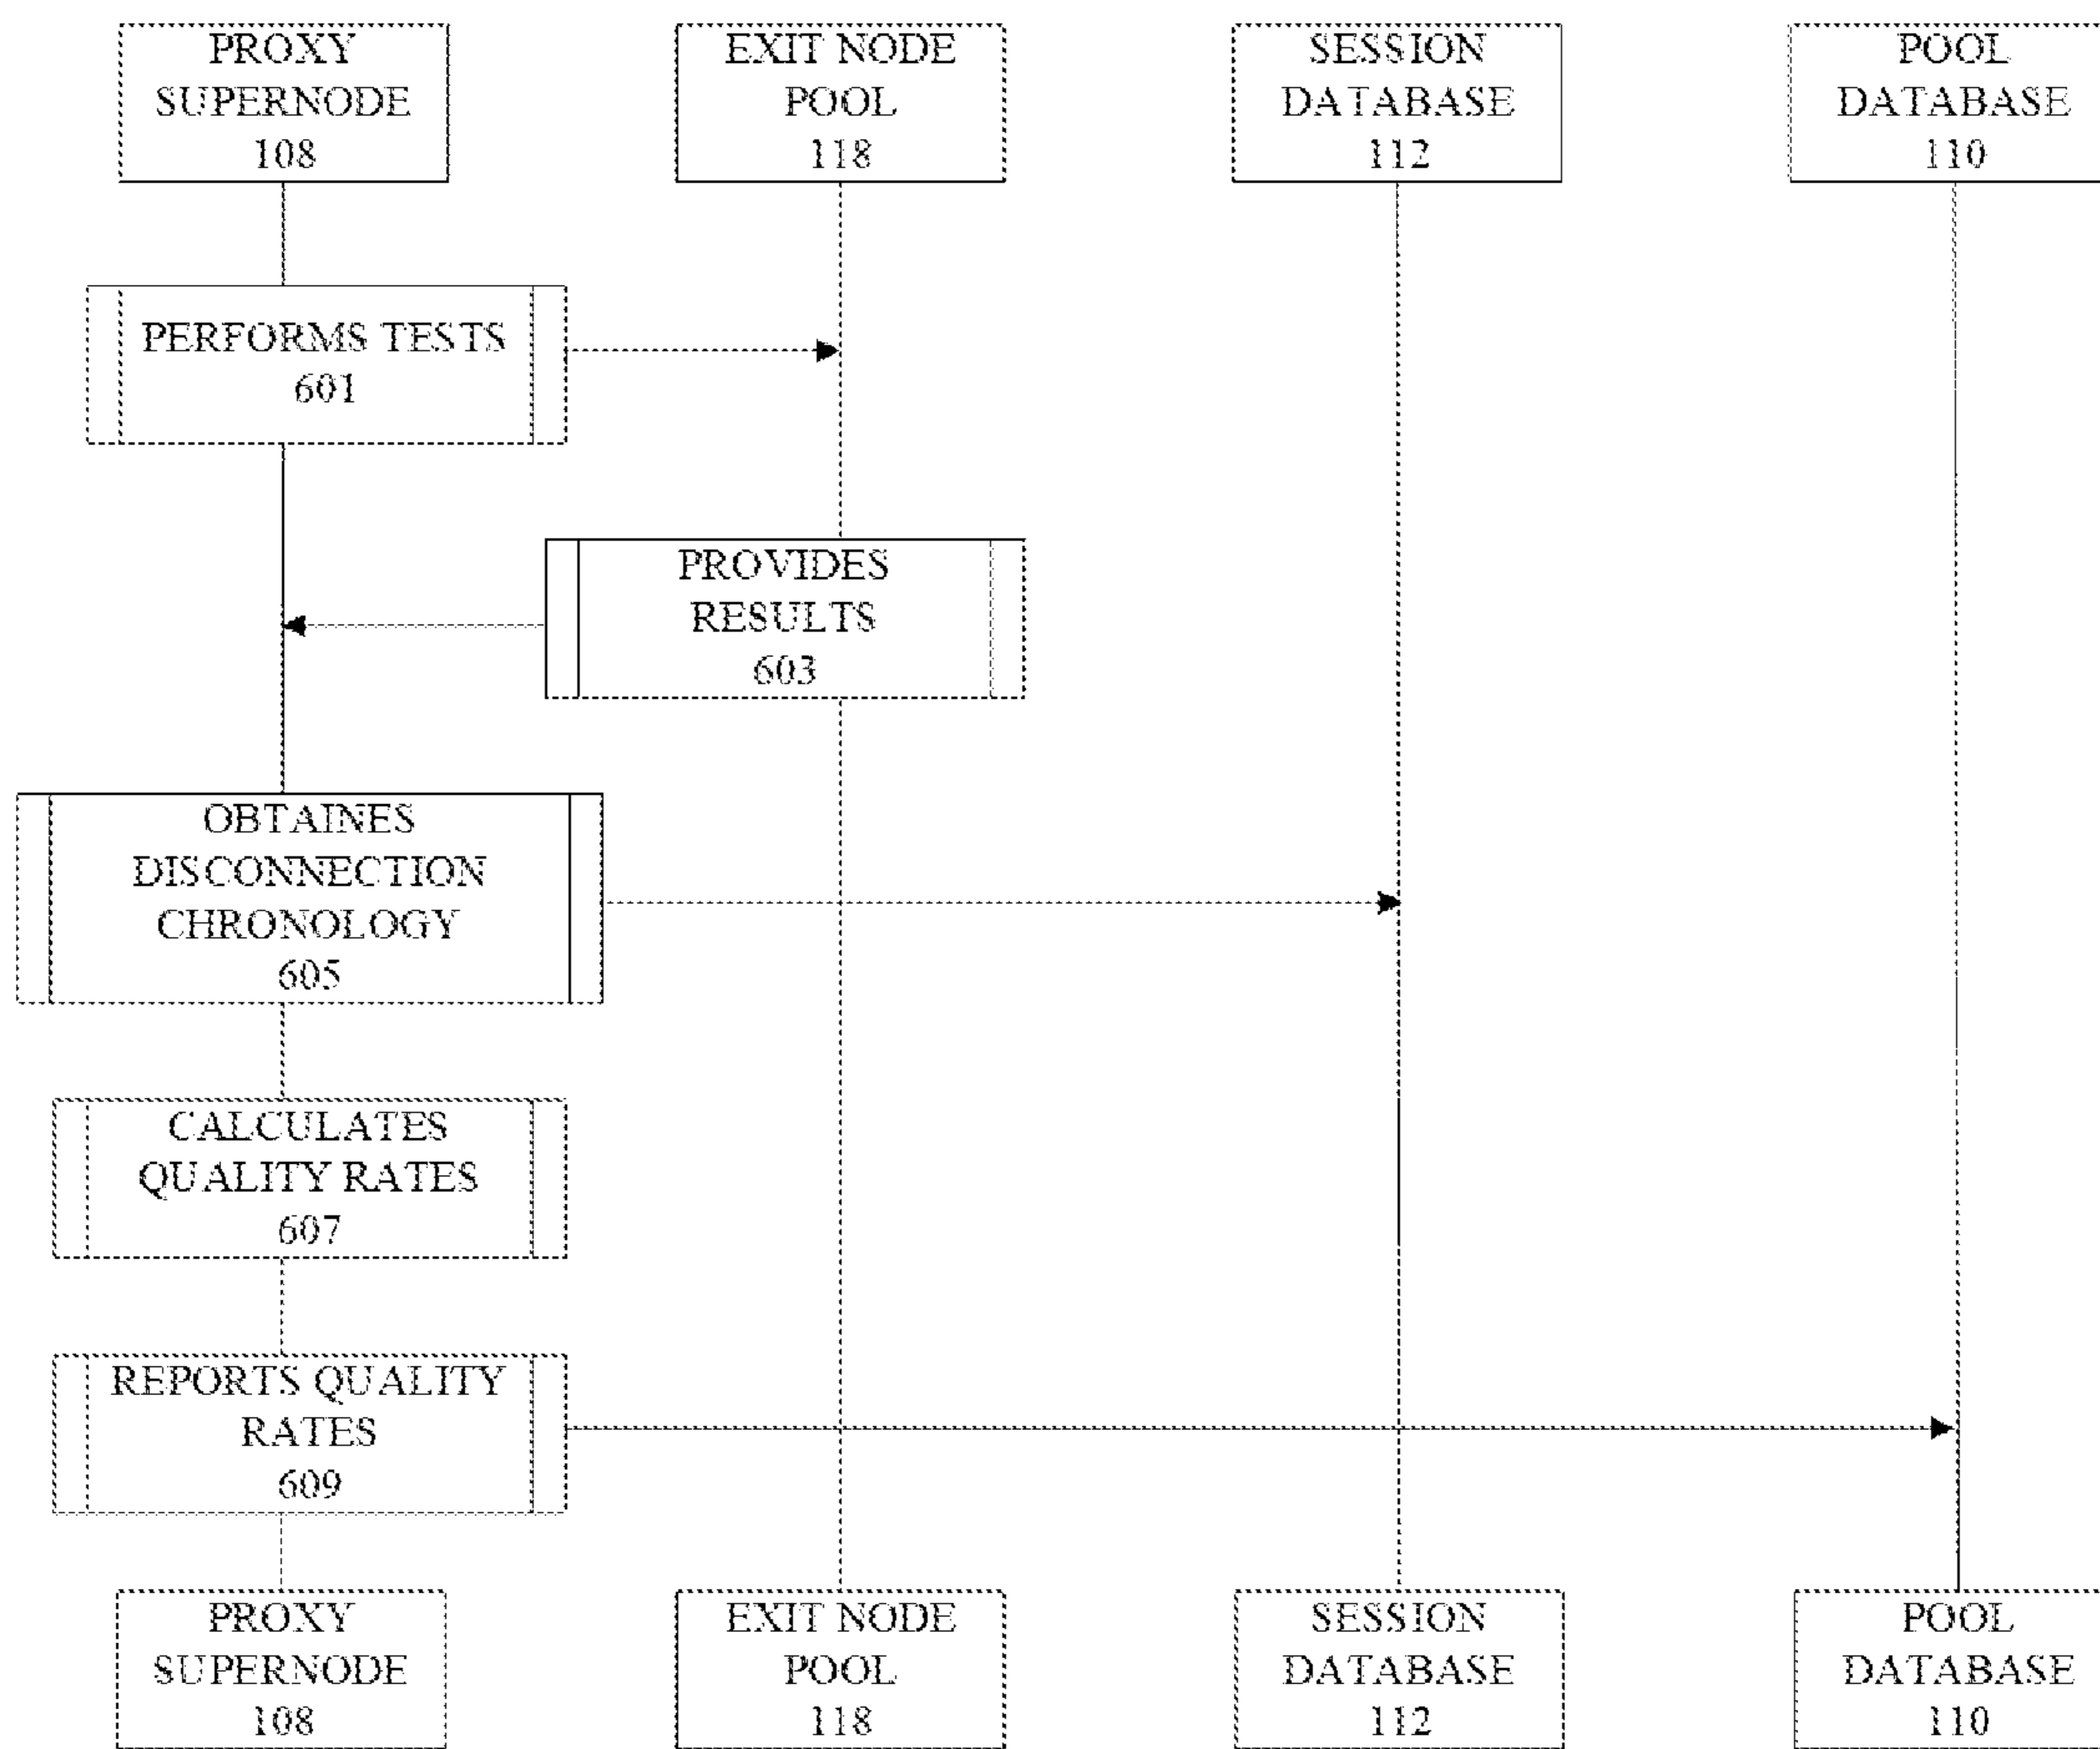 PROXY
SUPERNODE
108
EXIT NODE
POOL
118
SESSION
DATABASE
112
POOL
DATABASE
110
PERFORMS TESTS
601
PROVIDES
RESULTS
603
OBTAINES
DISCONNECTION
CHRONOLOGY
605
CALCULATES
QUALITY RATES
607
REPORTS QUALITY
RATES
609
PROXY
SUPERNODE
108
EXIT NODE
POOL
118
SESSION
DATABASE
112
POOL
DATABASE
110